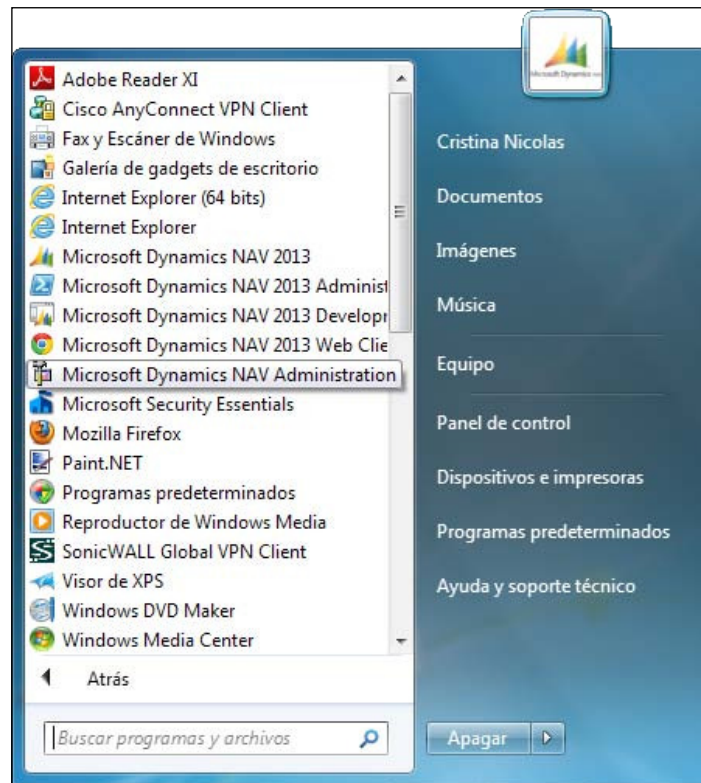 Adobe Reader XI
Cisco AnyConnect VPN Client
Fax y Escáner de Windows
Galería de gadgets de escritorio
Internet Explorer (64 bits)
Internet Explorer
Microsoft Dynamics NAV 2013
Microsoft Dynamics NAV 2013 Administ
Microsoft Dynamics NAV 2013 Develop
Microsoft Dynamics NAV 2013 Web Clie
Microsoft Dynamics NAV Administration
Microsoft Security Essentials
Mozilla Firefox
Paint.NET
Programas predeterminados
Reproductor de Windows Media
SonicWALL Global VPN Client
Visor de XPS
Windows DVD Maker
Windows Media Center
Atrás
Buscar programas y archivos
Microsoft Dynamics NAV
Cristina Nicolas
Documentos
Imágenes
Música
Equipo
Panel de control
Dispositivos e impresoras
Programas predeterminados
Ayuda y soporte técnico
Apagar